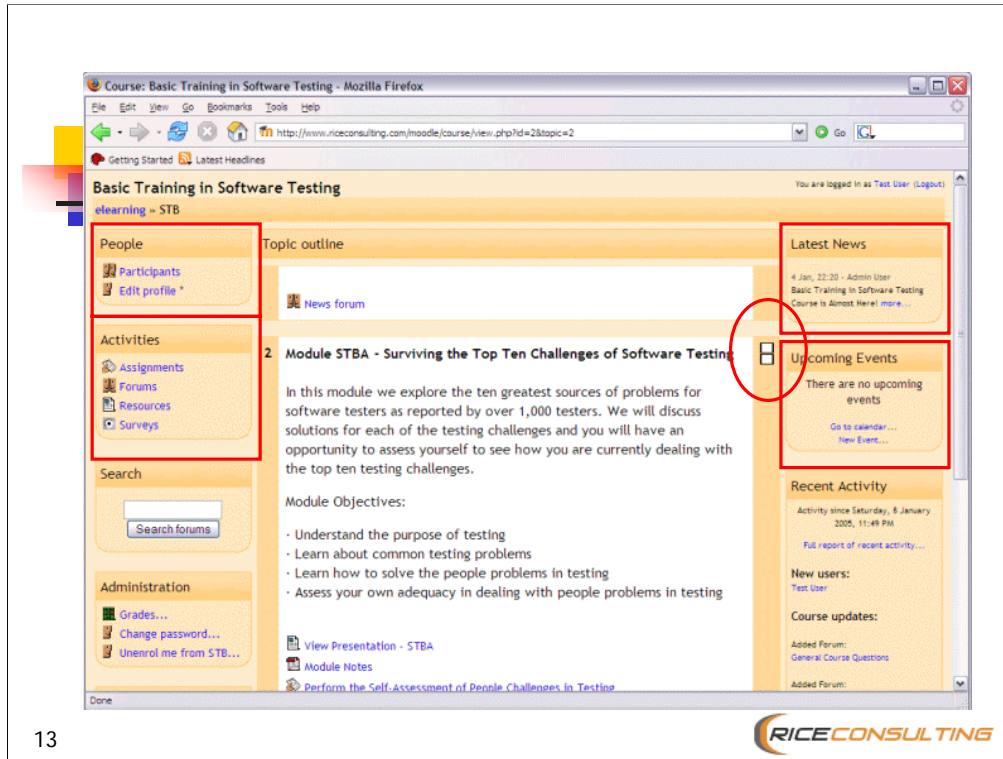 Course: Basic Training in Software Testing - Mozilla Firefox
File Edit View Go Bookmarks Tools Help
http://www.riceconsulting.com/moodle/course/view.php?id=2&topic=2
Go
Getting Started
Latest Headlines
Basic Training in Software Testing
You are logged in as Test User (Logout)
elearning » STB
People
Participants
Edit profile *
Activities
Assignments
Forums
Resources
Surveys
Search
Search forums
Administration
Grades...
Change password...
Unenrol me from STB...
Topic outline
News forum
2 Module STBA - Surviving the Top Ten Challenges of Software Testing
In this module we explore the ten greatest sources of problems for
software testers as reported by over 1,000 testers. We will discuss
solutions for each of the testing challenges and you will have an
opportunity to assess yourself to see how you are currently dealing with
the top ten testing challenges.
Module Objectives:
· Understand the purpose of testing
· Learn about common testing problems
· Learn how to solve the people problems in testing
· Assess your own adequacy in dealing with people problems in testing
View Presentation - STBA
Module Notes
Perform the Self-Assessment of People Challenges in Testing
Latest News
4 Jan, 22:20 - Admin User
Basic Training in Software Testing
Course is Almost Here! more...
Upcoming Events
There are no upcoming
events
Go to calendar...
New Event...
Recent Activity
Activity since Saturday, 8 January
2005, 11:49 PM
Full report of recent activity...
New users:
Test User
Course updates:
Added Forum:
General Course Questions
Added Forum:
Done
13
RICECONSULTING